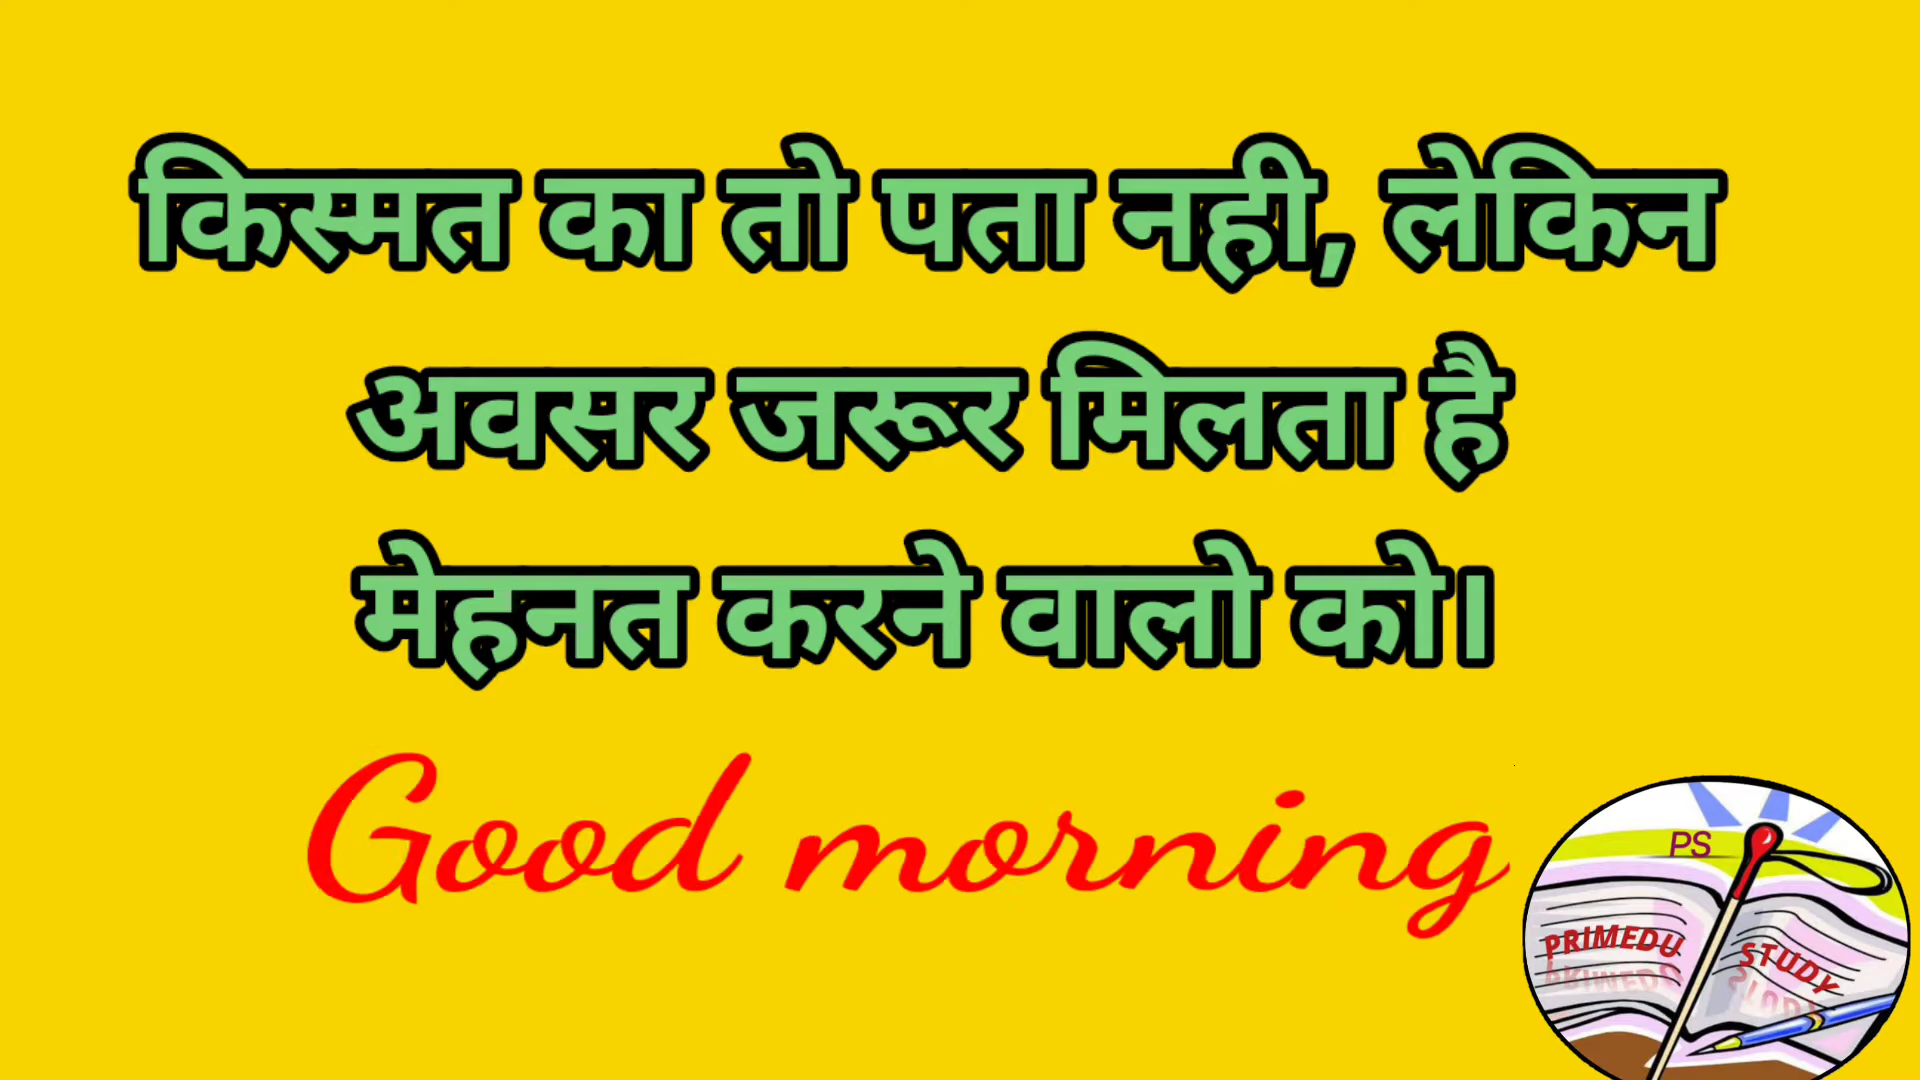 किस्मत का तो पता नही, लेकिन
अवसर जरूर मिलता है
मेहनत करने वालो को।
Good morning
PS
PRIMEDU STUDY